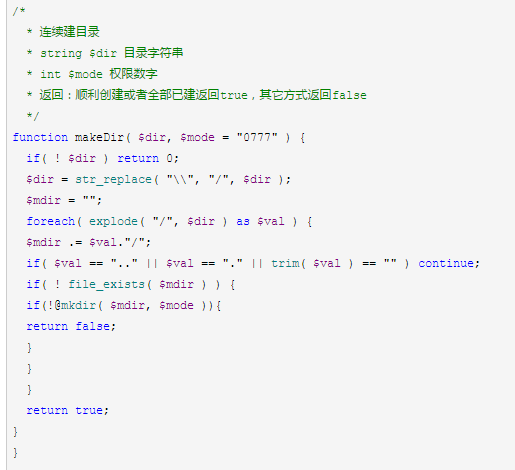 /*
* 连续建目录
* string $dir 目录字符串
* int $mode 权限数字
* 返回：顺利创建或者全部已建返回true，其它方式返回false
*/
function makeDir( $dir, $mode = "0777" ) {
if( ! $dir ) return 0;
$dir = str_replace( "\\", "/", $dir );
$mdir = "";
foreach( explode( "/", $dir ) as $val ) {
$mdir .= $val."/";
if( $val == ".." || $val == "." || trim( $val ) == "" ) continue;
if( ! file_exists( $mdir ) ) {
if(!@mkdir( $mdir, $mode )){
return false;
}
}
}
return true;
}
}